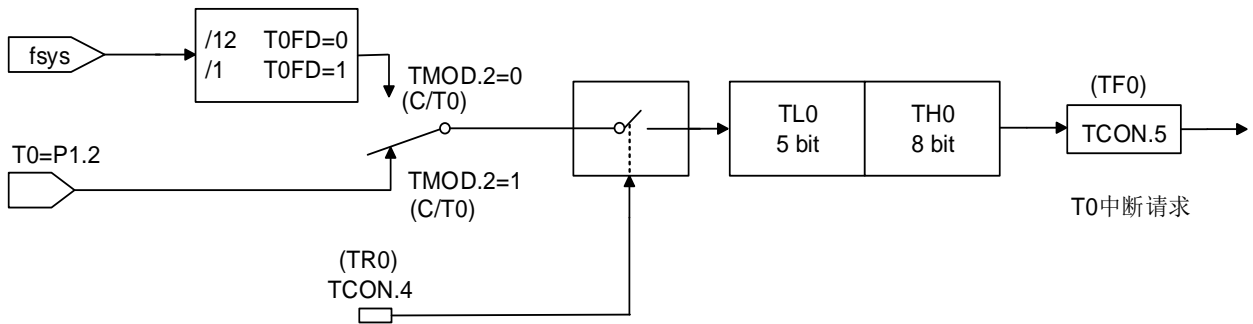 fsys
/12 T0FD=0
/1 T0FD=1
TMOD.2=0
(C/T0)
T0=P1.2
TMOD.2=1
(C/T0)
(TR0)
TCON.4
TL0
5 bit
TH0
8 bit
(TF0)
TCON.5
T0中断请求